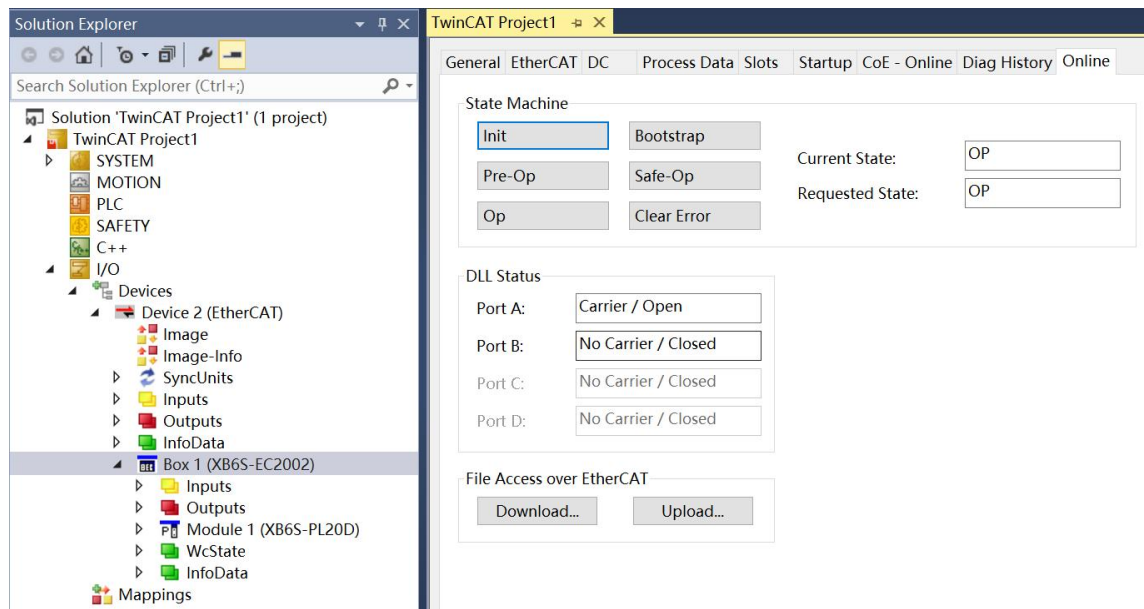 Solution Explorer
Search Solution Explorer (Ctrl+;)
Solution 'TwinCAT Project1' (1 project)
TwinCAT Project1
SYSTEM
MOTION
PLC
SAFETY
C++
I/O
Devices
Device 2 (EtherCAT)
Image
Image-Info
SyncUnits
Inputs
Outputs
InfoData
Box 1 (XB6S-EC2002)
Inputs
Outputs
Module 1 (XB6S-PL20D)
WcState
InfoData
Mappings
TwinCAT Project1
General EtherCAT DC Process Data Slots Startup CoE - Online Diag History Online
State Machine
Init Bootstrap
Pre-Op Safe-Op
Op Clear Error
Current State: OP
Requested State: OP
DLL Status
Port A: Carrier / Open
Port B: No Carrier / Closed
Port C: No Carrier / Closed
Port D: No Carrier / Closed
File Access over EtherCAT
Download... Upload...